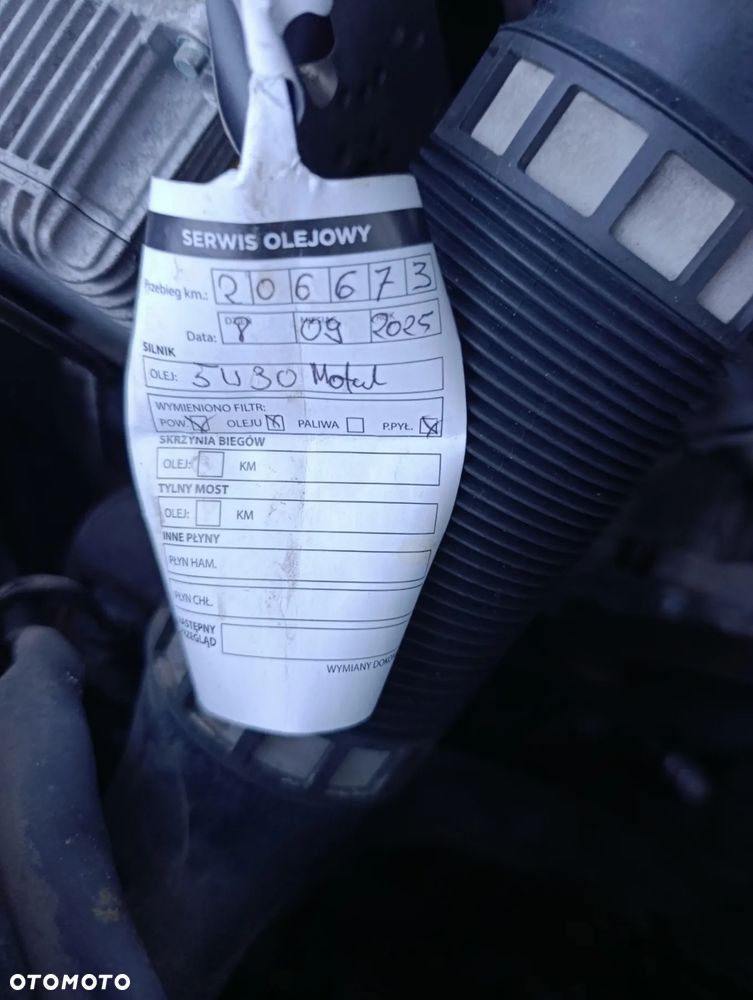 SERWIS OLEJOWY
Przebieg km.: 206673
Data: 8 09 2025
SILNIK
OLEJ: 5W30 Motul
WYMIENIONO FILTR:
POW. OLEJU PALIWA P.PYŁ.
SKRZYNIA BIEGÓW
OLEJ: KM
TYLNY MOST
OLEJ: KM
INNE PŁYNY
PŁYN HAM.
PŁYN CHŁ.
NASTĘPNY
PRZEGLĄD
WYMIANY
OTOMOTO